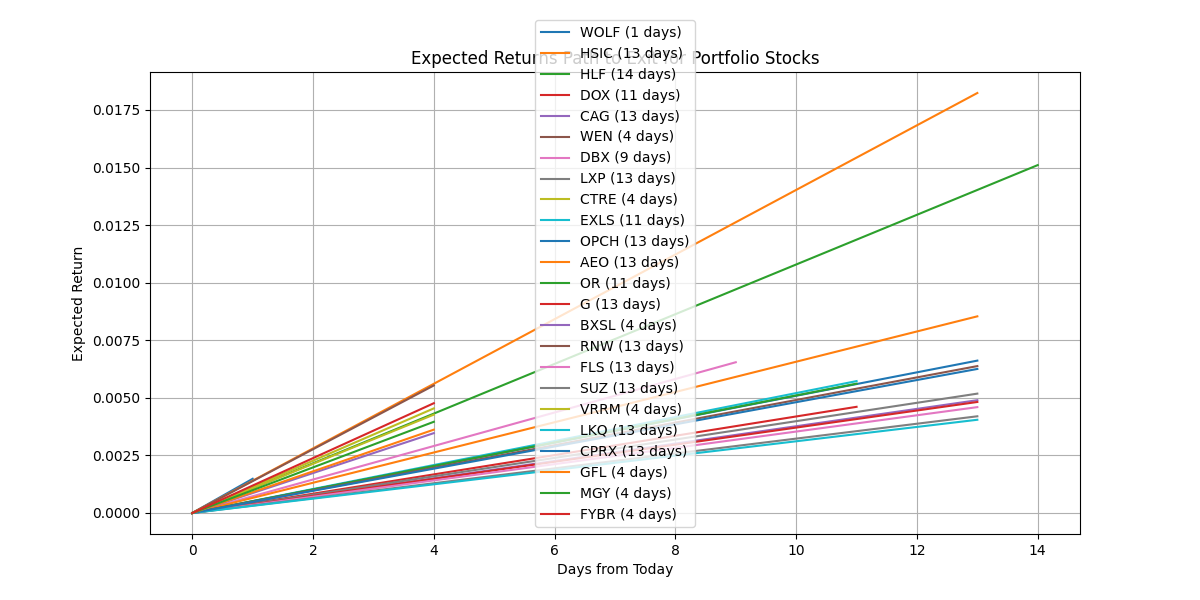 Expected Returns Path to Exit for Portfolio Stocks
WOLF (1 days)
HSIC (13 days)
HLF (14 days)
DOX (11 days)
CAG (13 days)
WEN (4 days)
DBX (9 days)
LXP (13 days)
CTRE (4 days)
EXLS (11 days)
OPCH (13 days)
AEO (13 days)
OR (11 days)
G (13 days)
BXSL (4 days)
RNW (13 days)
FLS (13 days)
SUZ (13 days)
VRRM (4 days)
LKQ (13 days)
CPRX (13 days)
GFL (4 days)
MGY (4 days)
FYBR (4 days)
Expected Return
0.0175
0.0150
0.0125
0.0100
0.0075
0.0050
0.0025
0.0000
0 2 4 6 8 10 12 14
Days from Today